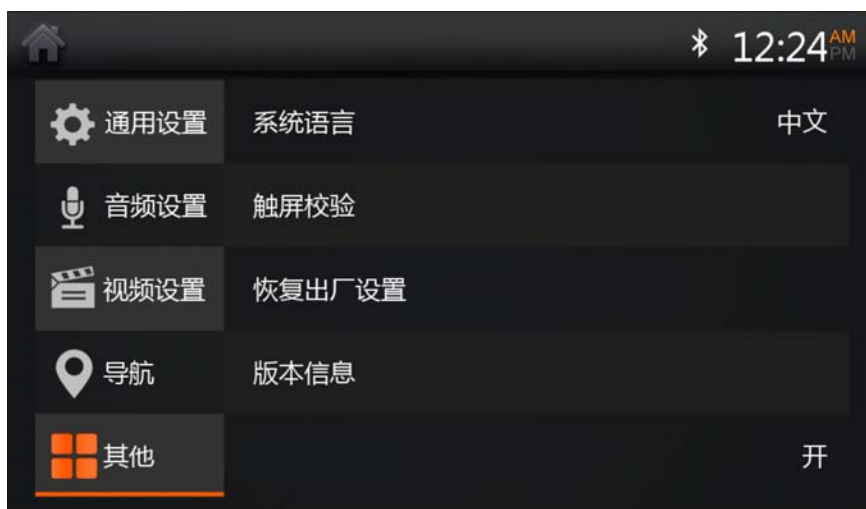 12:24 AM
PM
通用设置 系统语言 中文
音频设置 触屏校验
视频设置 恢复出厂设置
导航 版本信息
其他 开